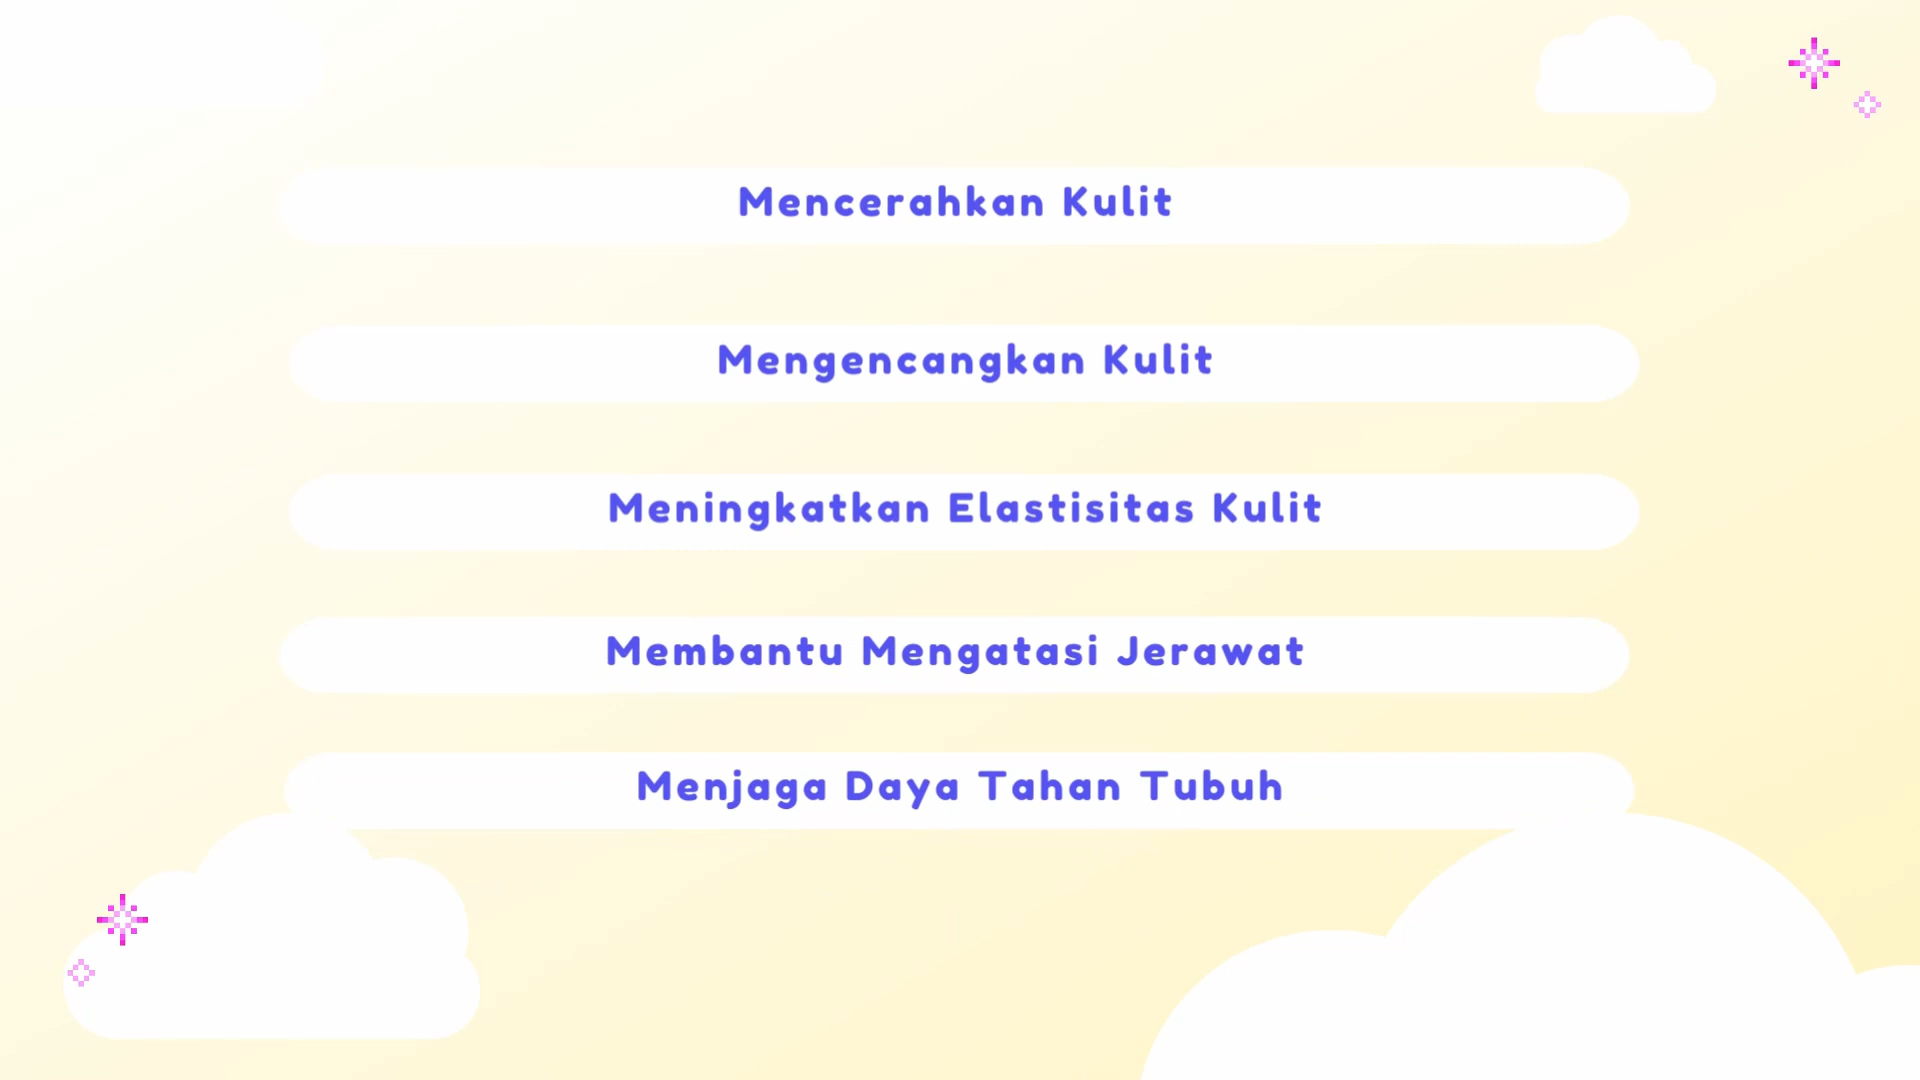 Mencerahkan Kulit
Mengencangkan Kulit
Meningkatkan Elastisitas Kulit
Membantu Mengatasi Jerawat
Menjaga Daya Tahan Tubuh